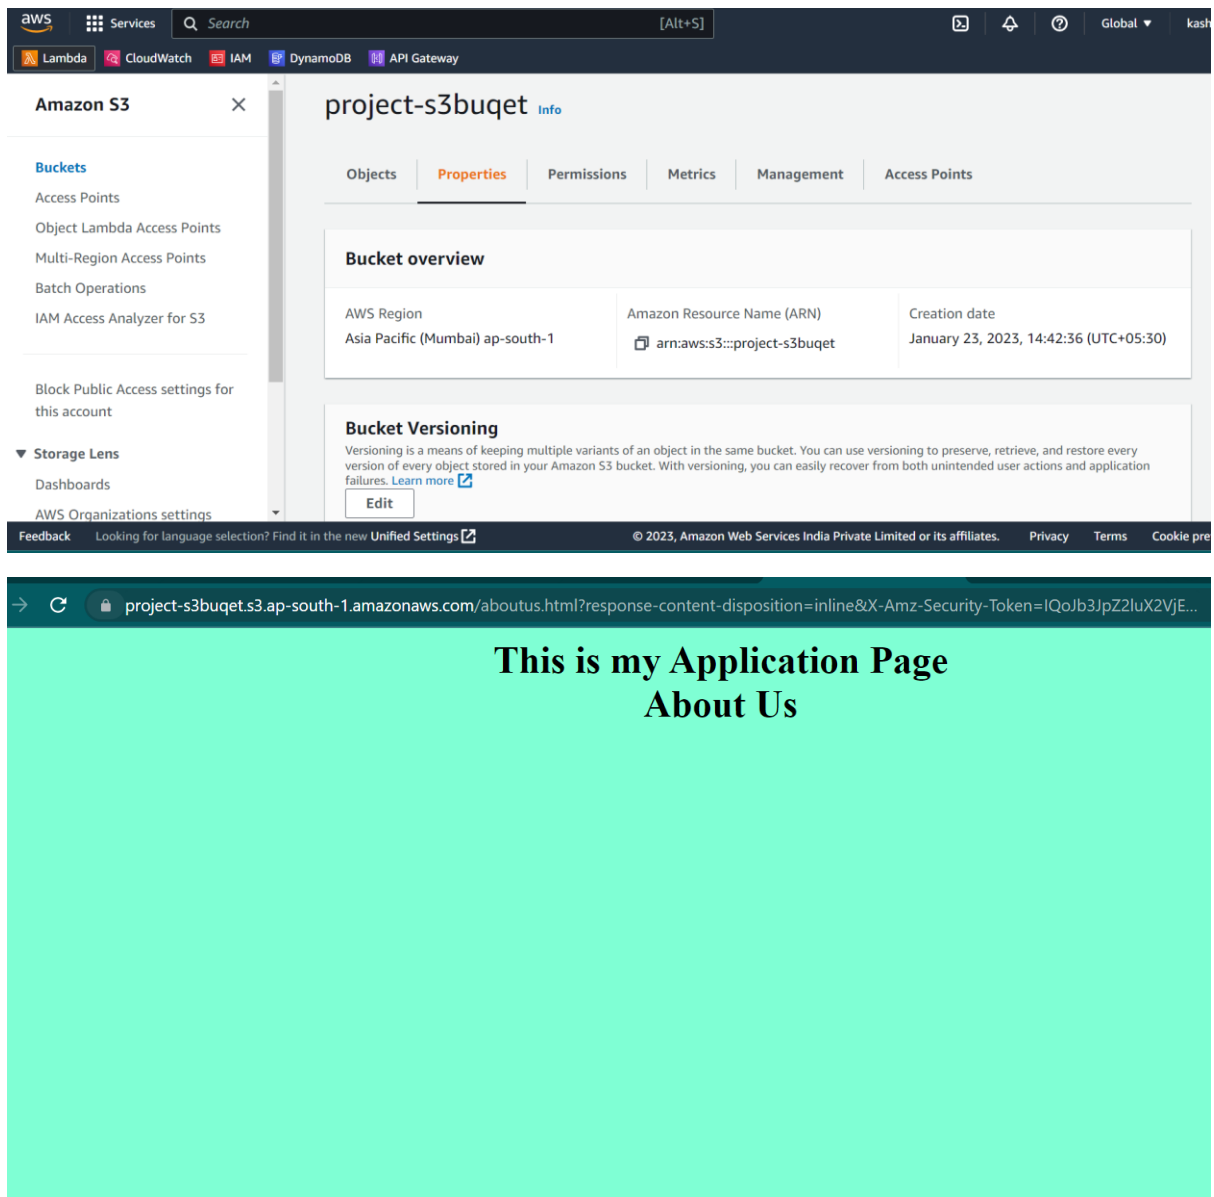 aws Services Search [Alt+S] Global kash
Lambda CloudWatch IAM DynamoDB API Gateway
Amazon S3
Buckets
Access Points
Object Lambda Access Points
Multi-Region Access Points
Batch Operations
IAM Access Analyzer for S3
Block Public Access settings for
this account
Storage Lens
Dashboards
AWS Organizations settings
project-s3buqet Info
Objects Properties Permissions Metrics Management Access Points
Bucket overview
AWS Region
Asia Pacific (Mumbai) ap-south-1
Amazon Resource Name (ARN)
arn:aws:s3:::project-s3buqet
Creation date
January 23, 2023, 14:42:36 (UTC+05:30)
Bucket Versioning
Versioning is a means of keeping multiple variants of an object in the same bucket. You can use versioning to preserve, retrieve, and restore every
version of every object stored in your Amazon S3 bucket. With versioning, you can easily recover from both unintended user actions and application
failures. Learn more
Edit
Feedback Looking for language selection? Find it in the new Unified Settings © 2023, Amazon Web Services India Private Limited or its affiliates. Privacy Terms Cookie pre
project-s3buqet.s3.ap-south-1.amazonaws.com/aboutus.html?response-content-disposition=inline&X-Amz-Security-Token=IQoJb3JpZ2luX2VjE...
This is my Application Page
About Us